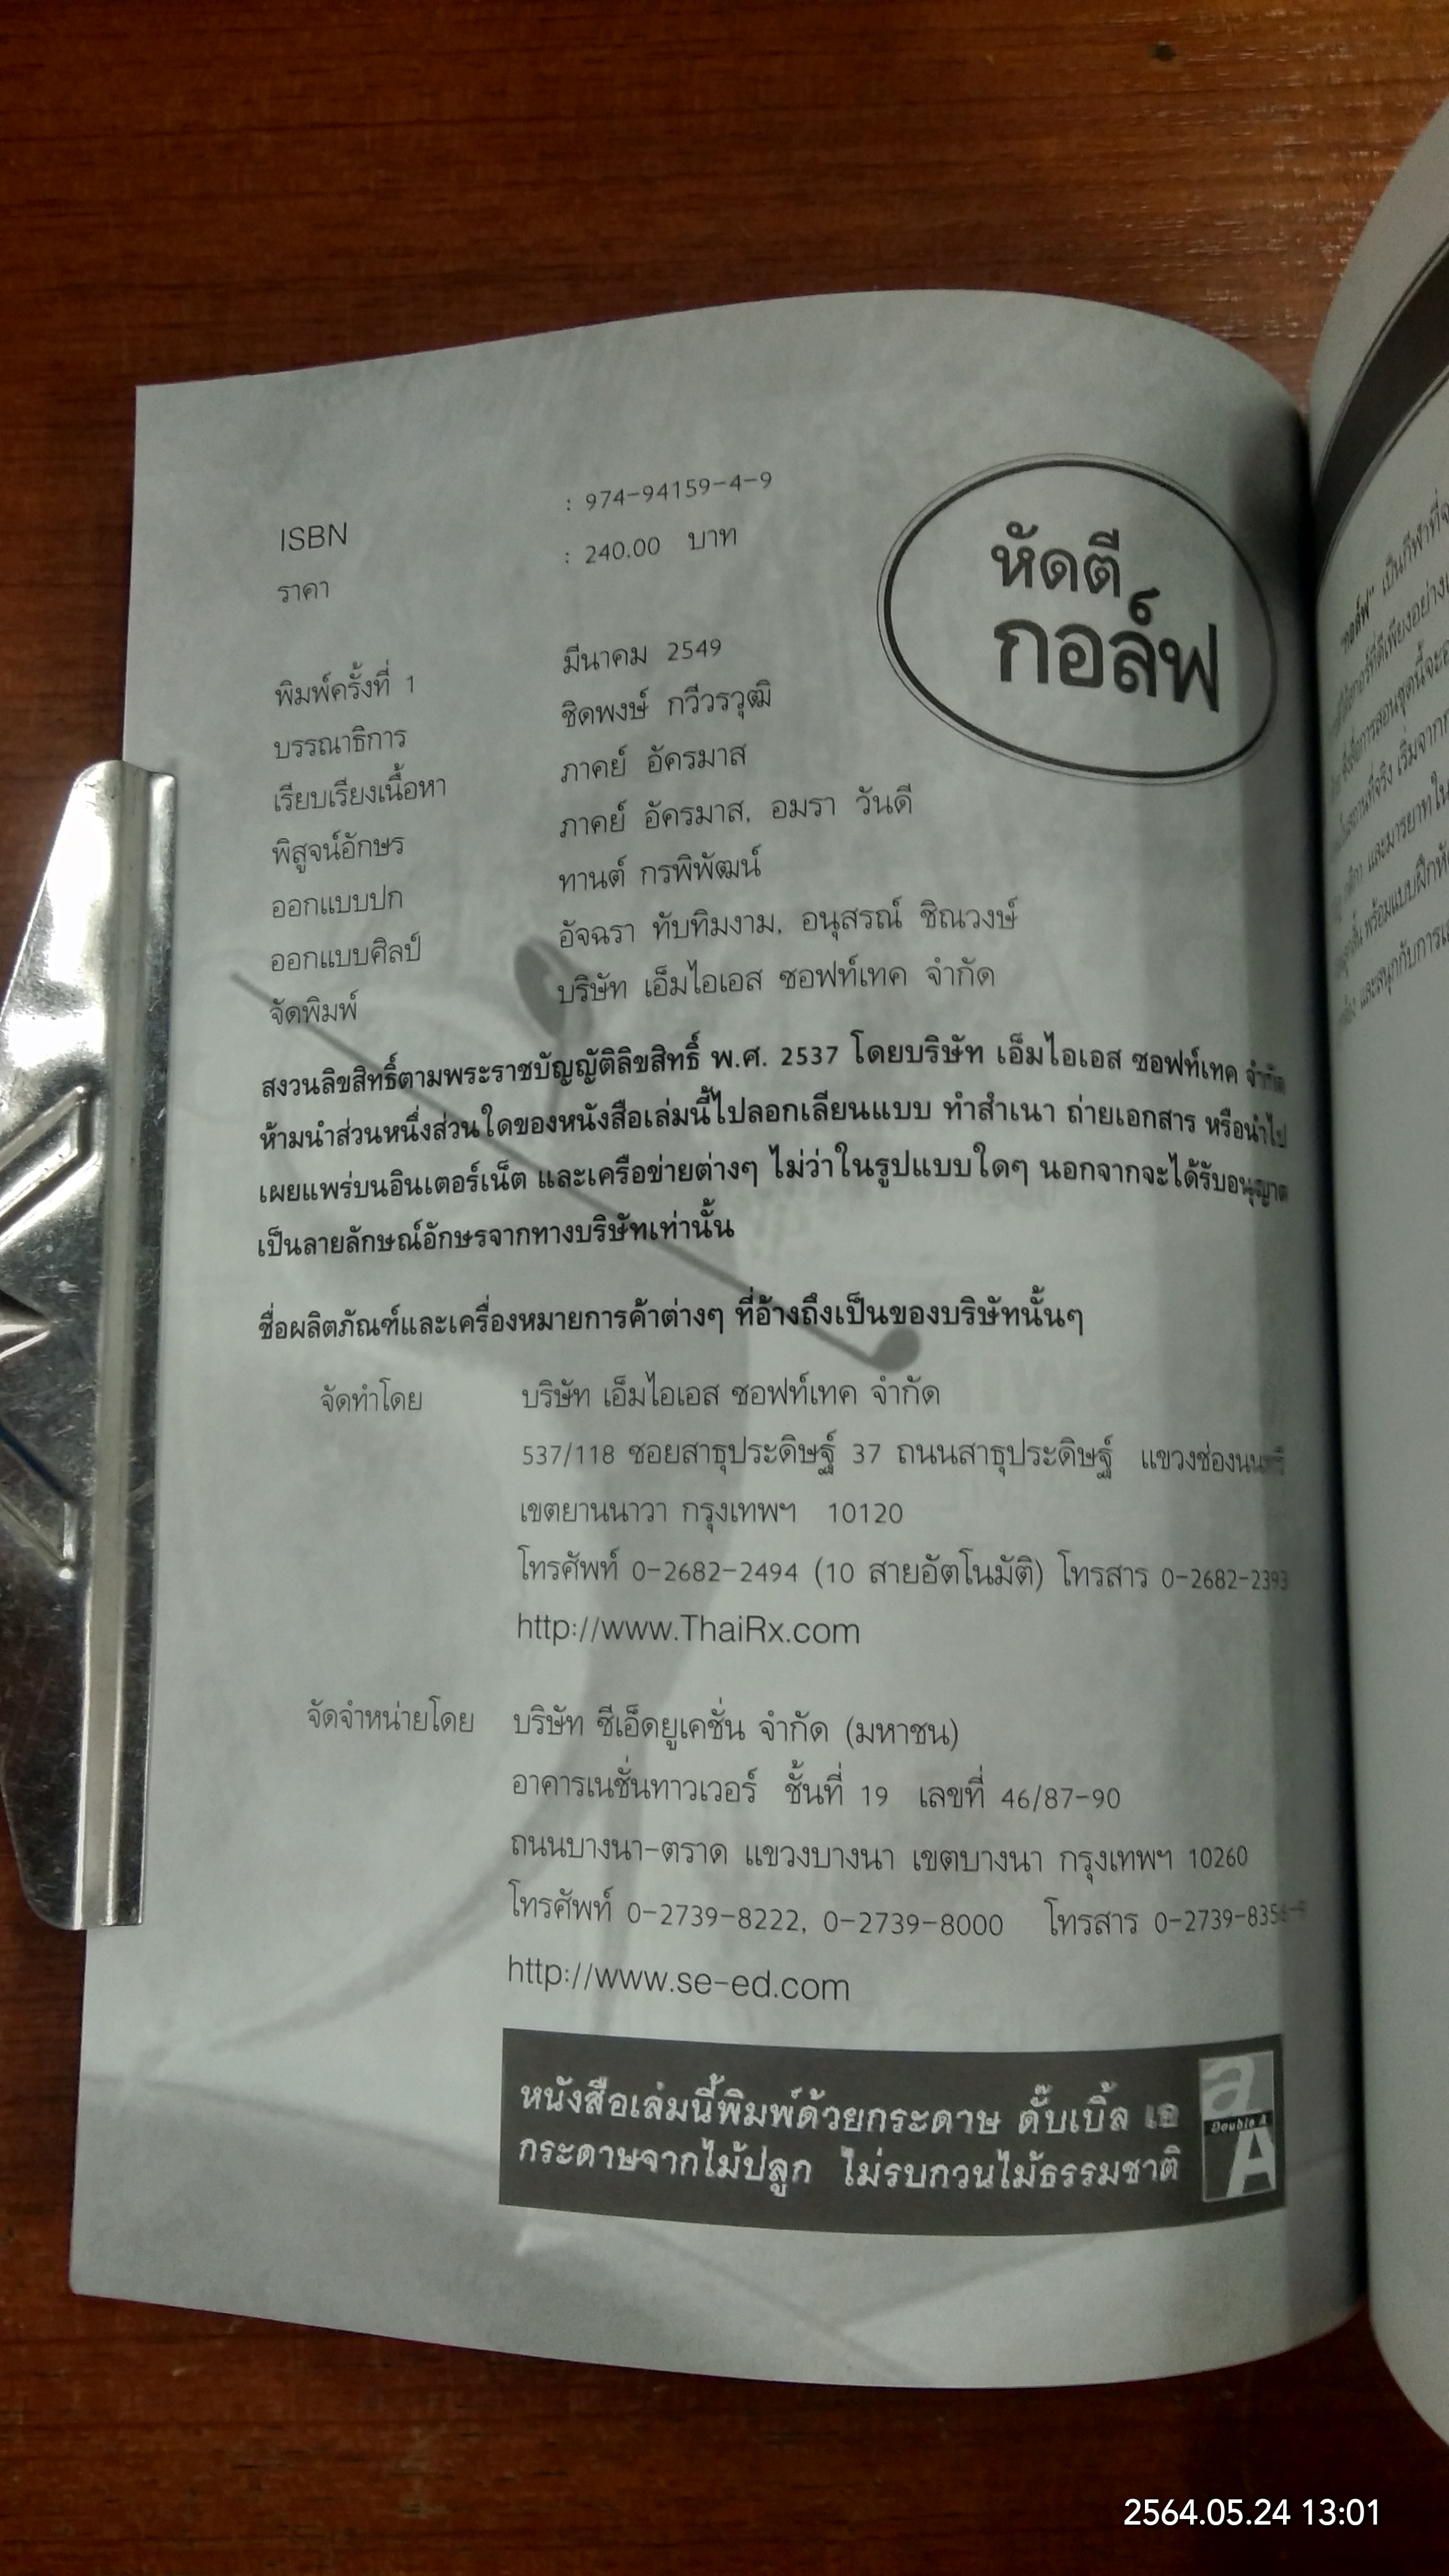 ISBN : 974-94159-4-9
ราคา : 240.00 บาท
หัดตี
กอล์ฟ
พิมพ์ครั้งที่ 1 มีนาคม 2549
บรรณาธิการ ชิดพงษ์ กวีวรวุฒิ
เรียบเรียงเนื้อหา ภาคย์ อัครมาส
พิสูจน์อักษร ภาคย์ อัครมาส, อมรา วันดี
ออกแบบปก ทานต์ กรพิพัฒน์
ออกแบบศิลป์ อัจฉรา ทับทิมงาม, อนุสรณ์ ชิณวงษ์
จัดพิมพ์ บริษัท เอ็มไอเอส ซอฟท์เทค จำกัด
สงวนลิขสิทธิ์ตามพระราชบัญญัติลิขสิทธิ์ พ.ศ. 2537 โดยบริษัท เอ็มไอเอส ซอฟท์เทค จำกัด
ห้ามนำส่วนหนึ่งส่วนใดของหนังสือเล่มนี้ไปลอกเลียนแบบ ทำสำเนา ถ่ายเอกสาร หรือนำไป
เผยแพร่บนอินเตอร์เน็ต และเครือข่ายต่างๆ ไม่ว่าในรูปแบบใดๆ นอกจากจะได้รับอนุญาต
เป็นลายลักษณ์อักษรจากทางบริษัทเท่านั้น
ชื่อผลิตภัณฑ์และเครื่องหมายการค้าต่างๆ ที่อ้างถึงเป็นของบริษัทนั้นๆ
จัดทำโดย บริษัท เอ็มไอเอส ซอฟท์เทค จำกัด
537/118 ซอยสาธุประดิษฐ์ 37 ถนนสาธุประดิษฐ์ แขวงช่องนนทรี
เขตยานนาวา กรุงเทพฯ 10120
โทรศัพท์ 0-2682-2494 (10 สายอัตโนมัติ) โทรสาร 0-2682-2393
http://www.ThaiRx.com
จัดจำหน่ายโดย บริษัท ซีเอ็ดยูเคชั่น จำกัด (มหาชน)
อาคารเนชั่นทาวเวอร์ ชั้นที่ 19 เลขที่ 46/87-90
ถนนบางนา-ตราด แขวงบางนา เขตบางนา กรุงเทพฯ 10260
โทรศัพท์ 0-2739-8222, 0-2739-8000 โทรสาร
http://www.se-ed.com
หนังสือเล่มนี้พิมพ์ด้วยกระดาษ ดั๊บเบิ้ล เอ
กระดาษจากไม้ปลูก ไม่รบกวนไม้ธรรมชาติ
a
Double A
A
"กอล์ฟ" เป็นกีฬาที่
2564.05.24 13:01